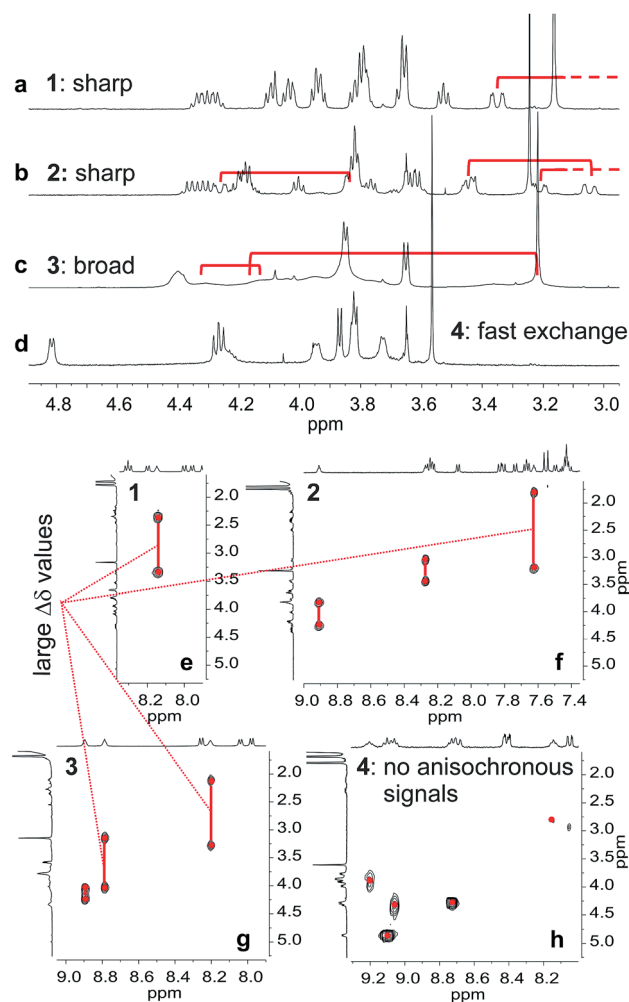 a 1: sharp
b 2: sharp
c 3: broad
d 4: fast exchange
4.8 4.6 4.4 4.2 4.0 3.8 3.6 3.4 3.2 3.0
ppm
large Δδ values
1
2.0
2.5
3.0
3.5
4.0
4.5
5.0
e
8.2 8.0
ppm
2
2.0
2.5
3.0
3.5
4.0
4.5
5.0
ppm
f
9.0 8.8 8.6 8.4 8.2 8.0 7.8 7.6 7.4
ppm
3
2.0
2.5
3.0
3.5
4.0
4.5
5.0
g
9.0 8.8 8.6 8.4 8.2 8.0
ppm
4: no anisochronous
signals
2.0
2.5
3.0
3.5
4.0
4.5
5.0
ppm
h
9.2 9.0 8.8 8.6 8.4 8.2
ppm